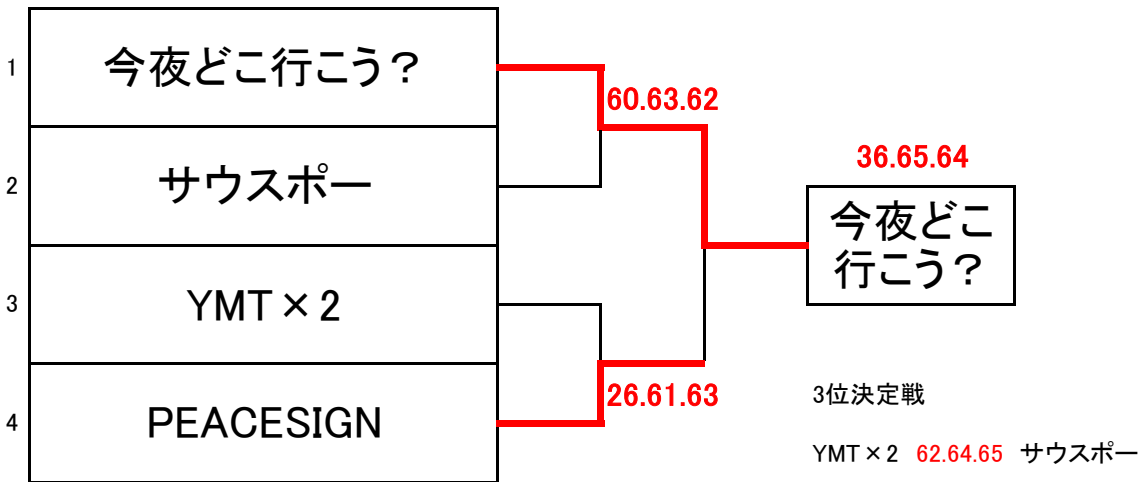 1 今夜どこ行こう？
60.63.62
2 サウスポー
36.65.64
今夜どこ
行こう？
3 YMT×2
4 PEACESIGN
26.61.63
3位決定戦
YMT×2 62.64.65 サウスポー